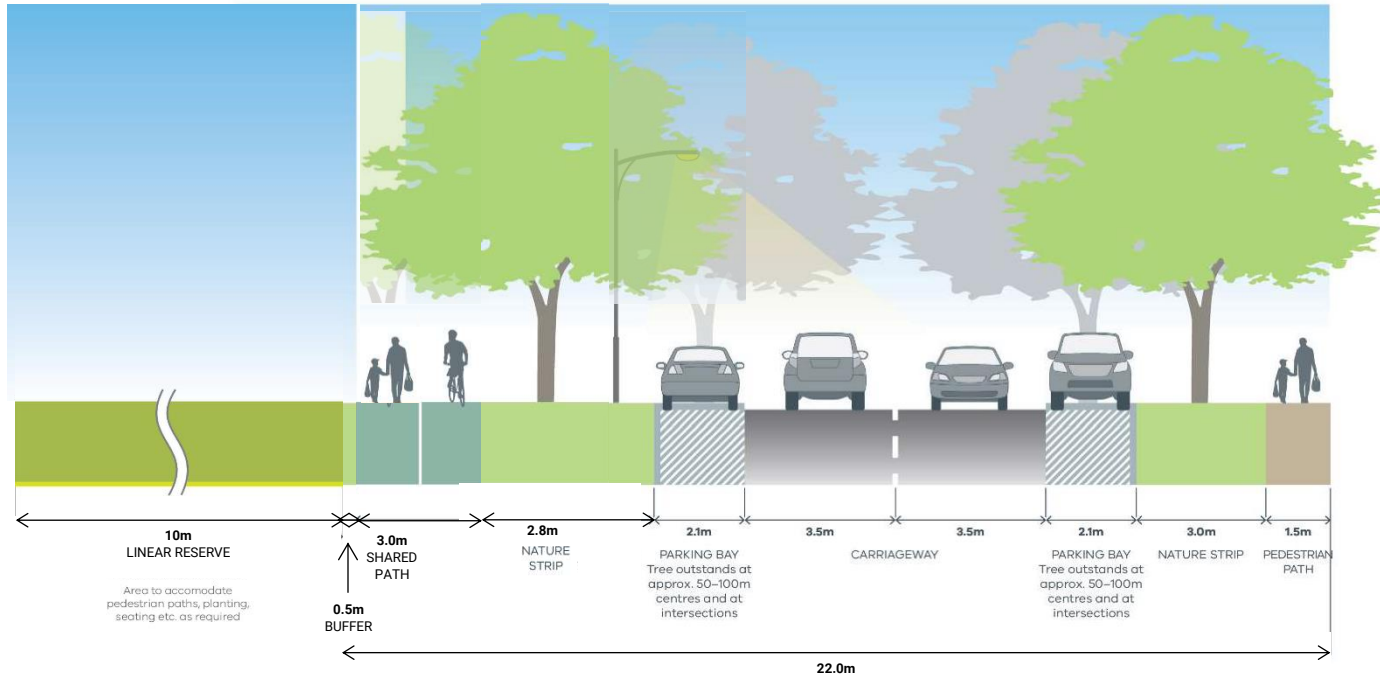 10m
LINEAR RESERVE
Area to accomodate
pedestrian paths, planting,
seating etc. as required
0.5m
BUFFER
3.0m
SHARED
PATH
2.8m
NATURE
STRIP
2.1m
PARKING BAY
Tree outstands at
approx. 50–100m
centres and at
intersections
3.5m
3.5m
CARRIAGEWAY
2.1m
PARKING BAY
Tree outstands at
approx. 50–100m
centres and at
intersections
3.0m
NATURE STRIP
1.5m
PEDESTRIAN
PATH
22.0m